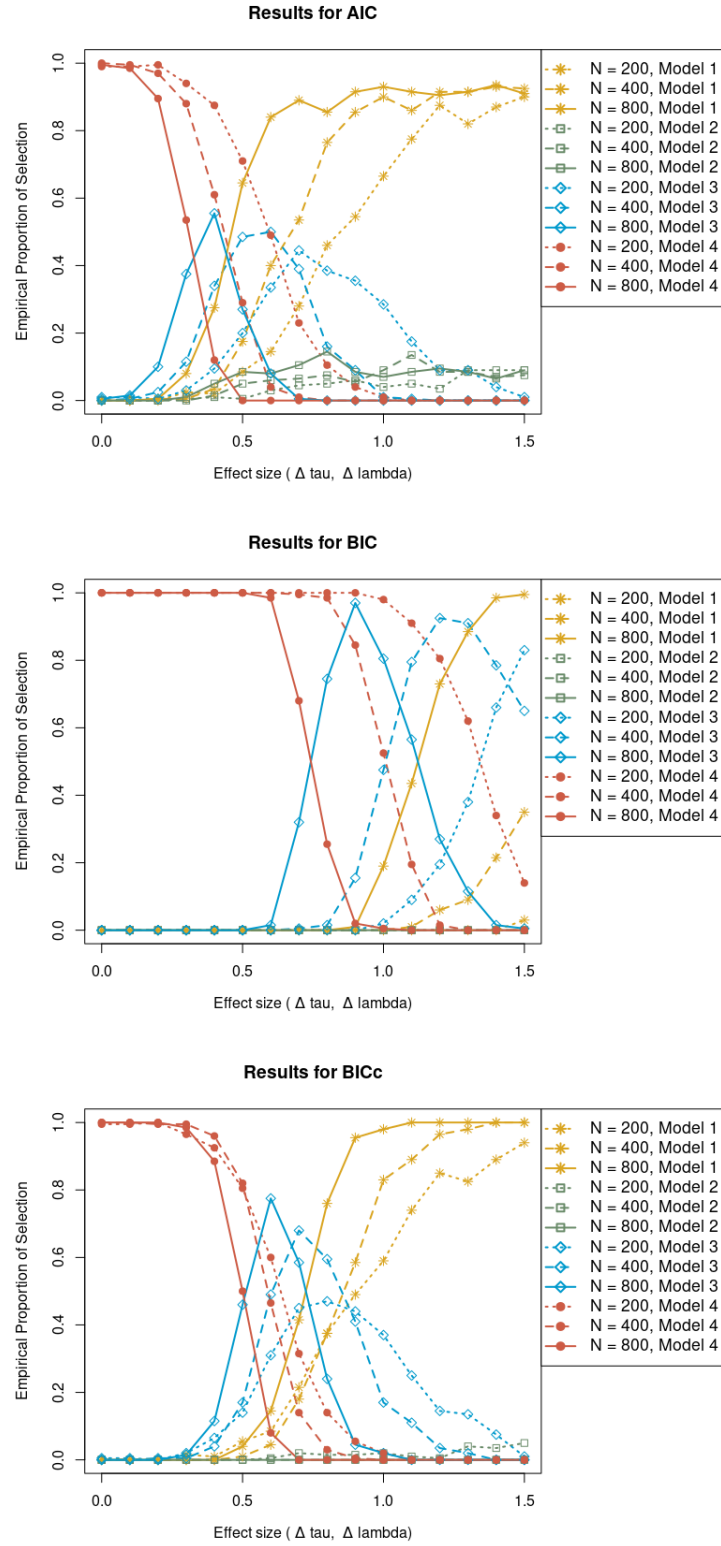 Results for AIC
Empirical Proportion of Selection
1.0
0.8
0.6
0.4
0.2
0.0
0.0 0.5 1.0 1.5
Effect size ( Δ tau, Δ lambda)
N = 200, Model 1
N = 400, Model 1
N = 800, Model 1
N = 200, Model 2
N = 400, Model 2
N = 800, Model 2
N = 200, Model 3
N = 400, Model 3
N = 800, Model 3
N = 200, Model 4
N = 400, Model 4
N = 800, Model 4
Results for BIC
Empirical Proportion of Selection
1.0
0.8
0.6
0.4
0.2
0.0
0.0 0.5 1.0 1.5
Effect size ( Δ tau, Δ lambda)
N = 200, Model 1
N = 400, Model 1
N = 800, Model 1
N = 200, Model 2
N = 400, Model 2
N = 800, Model 2
N = 200, Model 3
N = 400, Model 3
N = 800, Model 3
N = 200, Model 4
N = 400, Model 4
N = 800, Model 4
Results for BICc
Empirical Proportion of Selection
1.0
0.8
0.6
0.4
0.2
0.0
0.0 0.5 1.0 1.5
Effect size ( Δ tau, Δ lambda)
N = 200, Model 1
N = 400, Model 1
N = 800, Model 1
N = 200, Model 2
N = 400, Model 2
N = 800, Model 2
N = 200, Model 3
N = 400, Model 3
N = 800, Model 3
N = 200, Model 4
N = 400, Model 4
N = 800, Model 4